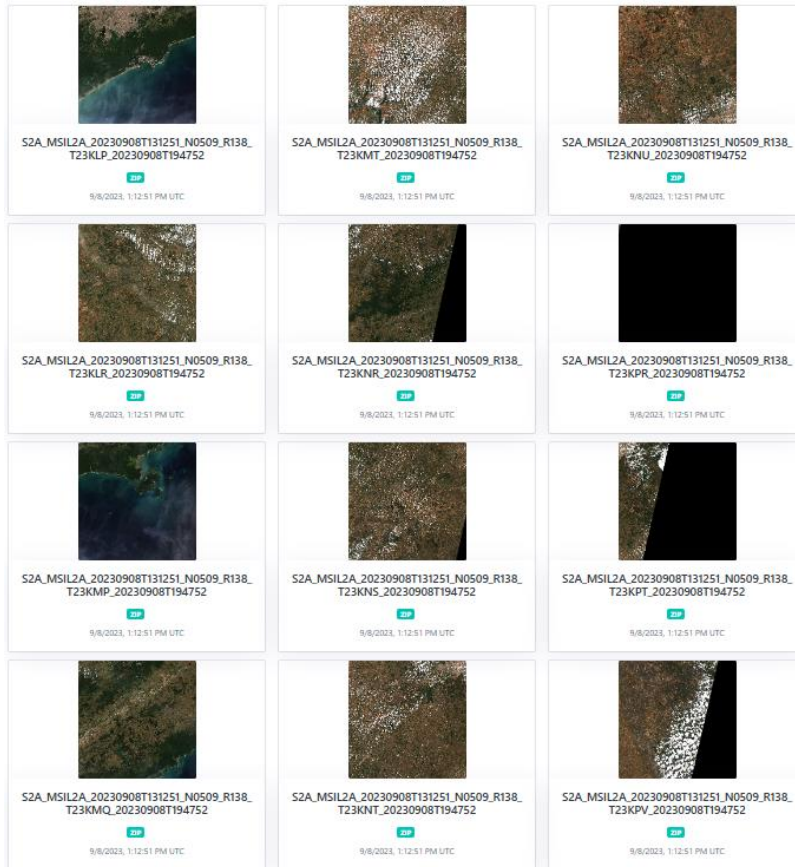 S2A_MSIL2A_20230908T131251_N0509_R138_
T23KLP_20230908T194752
ZIP
9/8/2023, 1:12:51 PM UTC
S2A_MSIL2A_20230908T131251_N0509_R138_
T23KMT_20230908T194752
ZIP
9/8/2023, 1:12:51 PM UTC
S2A_MSIL2A_20230908T131251_N0509_R138_
T23KNU_20230908T194752
ZIP
9/8/2023, 1:12:51 PM UTC
S2A_MSIL2A_20230908T131251_N0509_R138_
T23KLR_20230908T194752
ZIP
9/8/2023, 1:12:51 PM UTC
S2A_MSIL2A_20230908T131251_N0509_R138_
T23KNR_20230908T194752
ZIP
9/8/2023, 1:12:51 PM UTC
S2A_MSIL2A_20230908T131251_N0509_R138_
T23KPR_20230908T194752
ZIP
9/8/2023, 1:12:51 PM UTC
S2A_MSIL2A_20230908T131251_N0509_R138_
T23KMP_20230908T194752
ZIP
9/8/2023, 1:12:51 PM UTC
S2A_MSIL2A_20230908T131251_N0509_R138_
T23KNS_20230908T194752
ZIP
9/8/2023, 1:12:51 PM UTC
S2A_MSIL2A_20230908T131251_N0509_R138_
T23KPT_20230908T194752
ZIP
9/8/2023, 1:12:51 PM UTC
S2A_MSIL2A_20230908T131251_N0509_R138_
T23KMQ_20230908T194752
ZIP
9/8/2023, 1:12:51 PM UTC
S2A_MSIL2A_20230908T131251_N0509_R138_
T23KNT_20230908T194752
ZIP
9/8/2023, 1:12:51 PM UTC
S2A_MSIL2A_20230908T131251_N0509_R138_
T23KPV_20230908T194752
ZIP
9/8/2023, 1:12:51 PM UTC